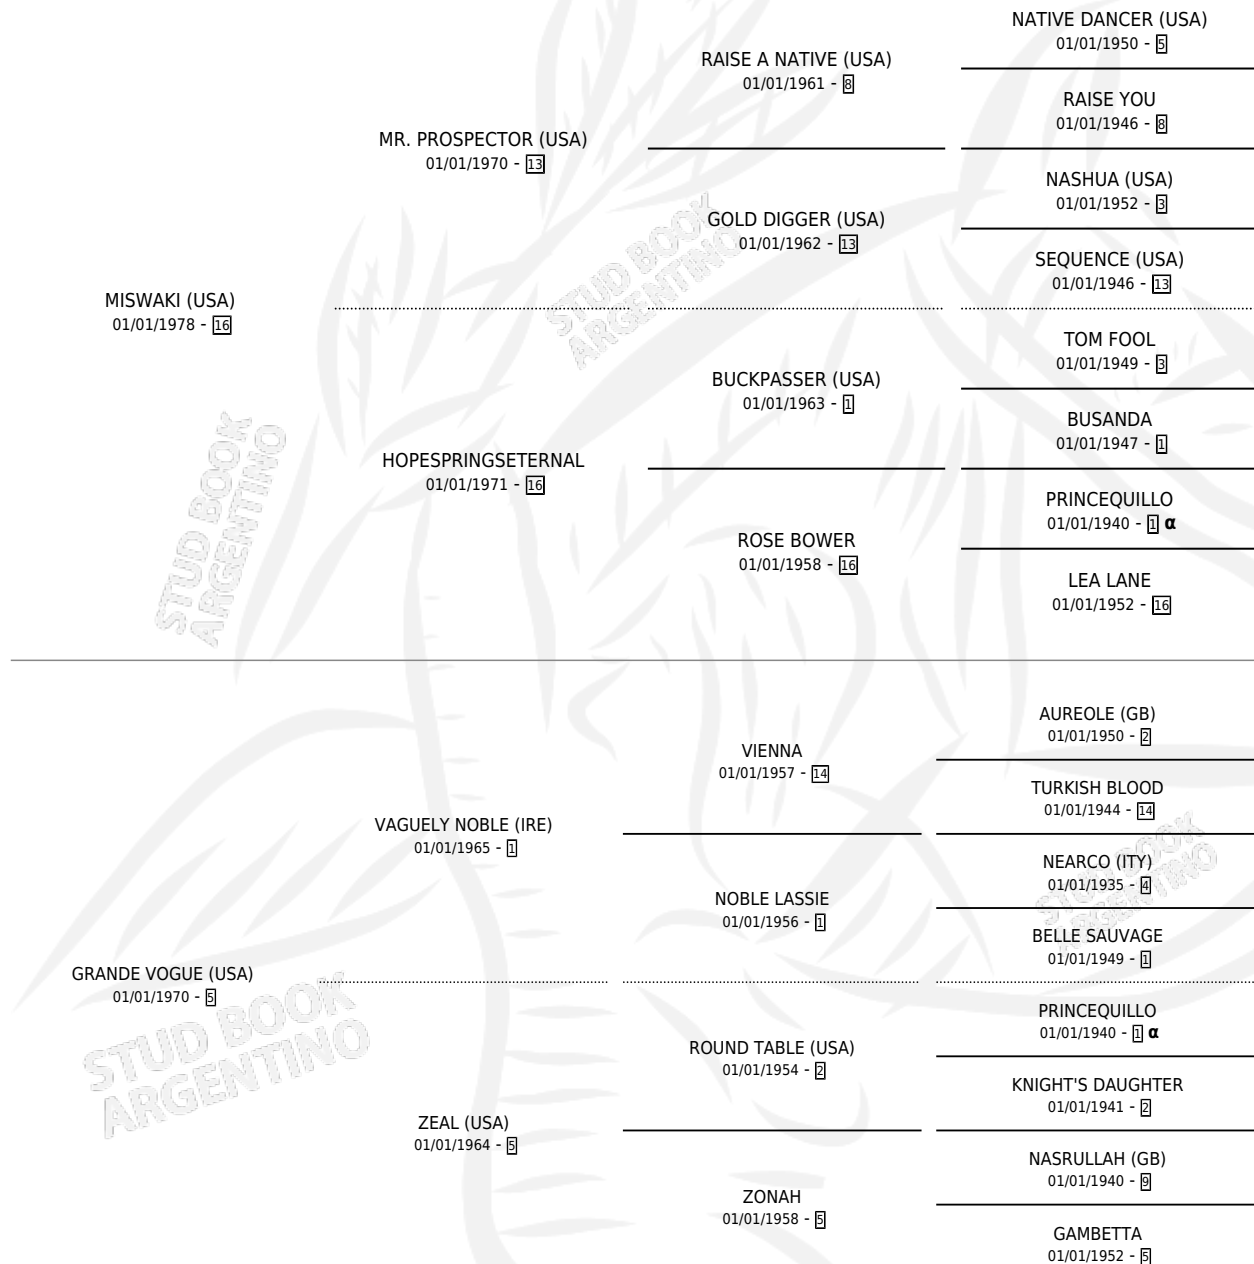 NATIVE DANCER (USA)
01/01/1950 - 5
RAISE A NATIVE (USA)
01/01/1961 - 8
RAISE YOU
01/01/1946 - 8
MR. PROSPECTOR (USA)
01/01/1970 - 13
NASHUA (USA)
01/01/1952 - 3
GOLD DIGGER (USA)
01/01/1962 - 13
SEQUENCE (USA)
01/01/1946 - 13
MISWAKI (USA)
01/01/1978 - 16
TOM FOOL
01/01/1949 - 3
BUCKPASSER (USA)
01/01/1963 - 1
BUSANDA
01/01/1947 - 1
HOPESPRINGSETERNAL
01/01/1971 - 16
PRINCEQUILLO
01/01/1940 - 1 α
ROSE BOWER
01/01/1958 - 16
LEA LANE
01/01/1952 - 16
STUD BOOK
ARGENTINO
STUD BOOK
ARGENTINO
AUREOLE (GB)
01/01/1950 - 2
VIENNA
01/01/1957 - 14
TURKISH BLOOD
01/01/1944 - 14
VAGUELY NOBLE (IRE)
01/01/1965 - 1
NEARCO (ITY)
01/01/1935 - 4
NOBLE LASSIE
01/01/1956 - 1
BELLE SAUVAGE
01/01/1949 - 1
STUD BOOK
ARGENTINO
GRANDE VOGUE (USA)
01/01/1970 - 5
PRINCEQUILLO
01/01/1940 - 1 α
ROUND TABLE (USA)
01/01/1954 - 2
KNIGHT'S DAUGHTER
01/01/1941 - 2
ZEAL (USA)
01/01/1964 - 5
NASRULLAH (GB)
01/01/1940 - 9
ZONAH
01/01/1958 - 5
GAMBETTA
01/01/1952 - 5
STUD BOOK
ARGENTINO